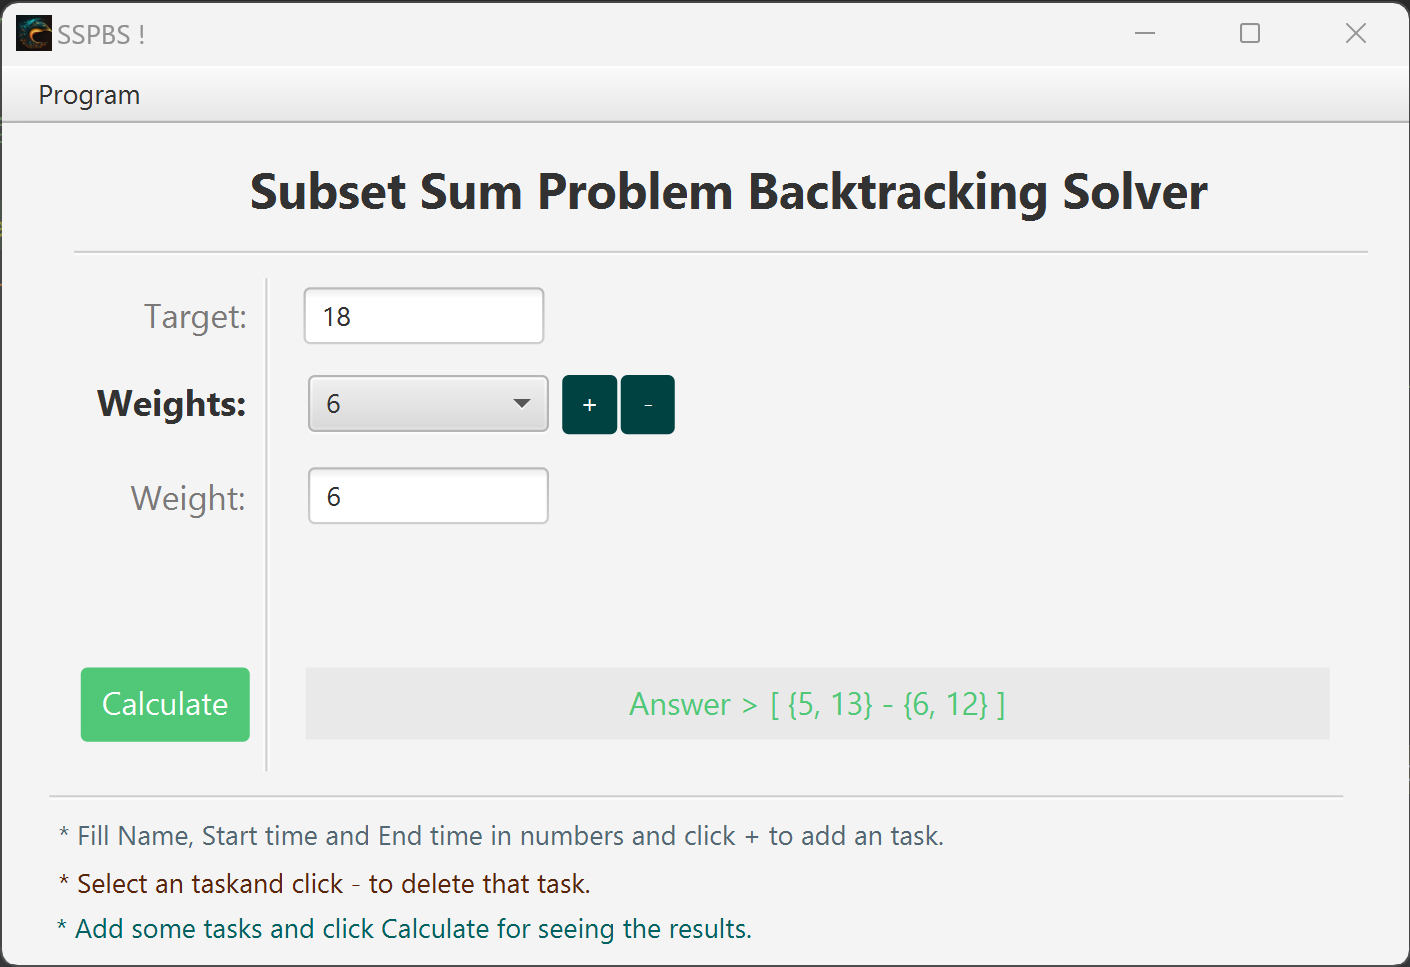 SSPBS !
Program
Subset Sum Problem Backtracking Solver
Target: 18
Weights: 6 + -
Weight: 6
Calculate Answer > [ {5, 13} - {6, 12} ]
* Fill Name, Start time and End time in numbers and click + to add an task.
* Select an taskand click - to delete that task.
* Add some tasks and click Calculate for seeing the results.